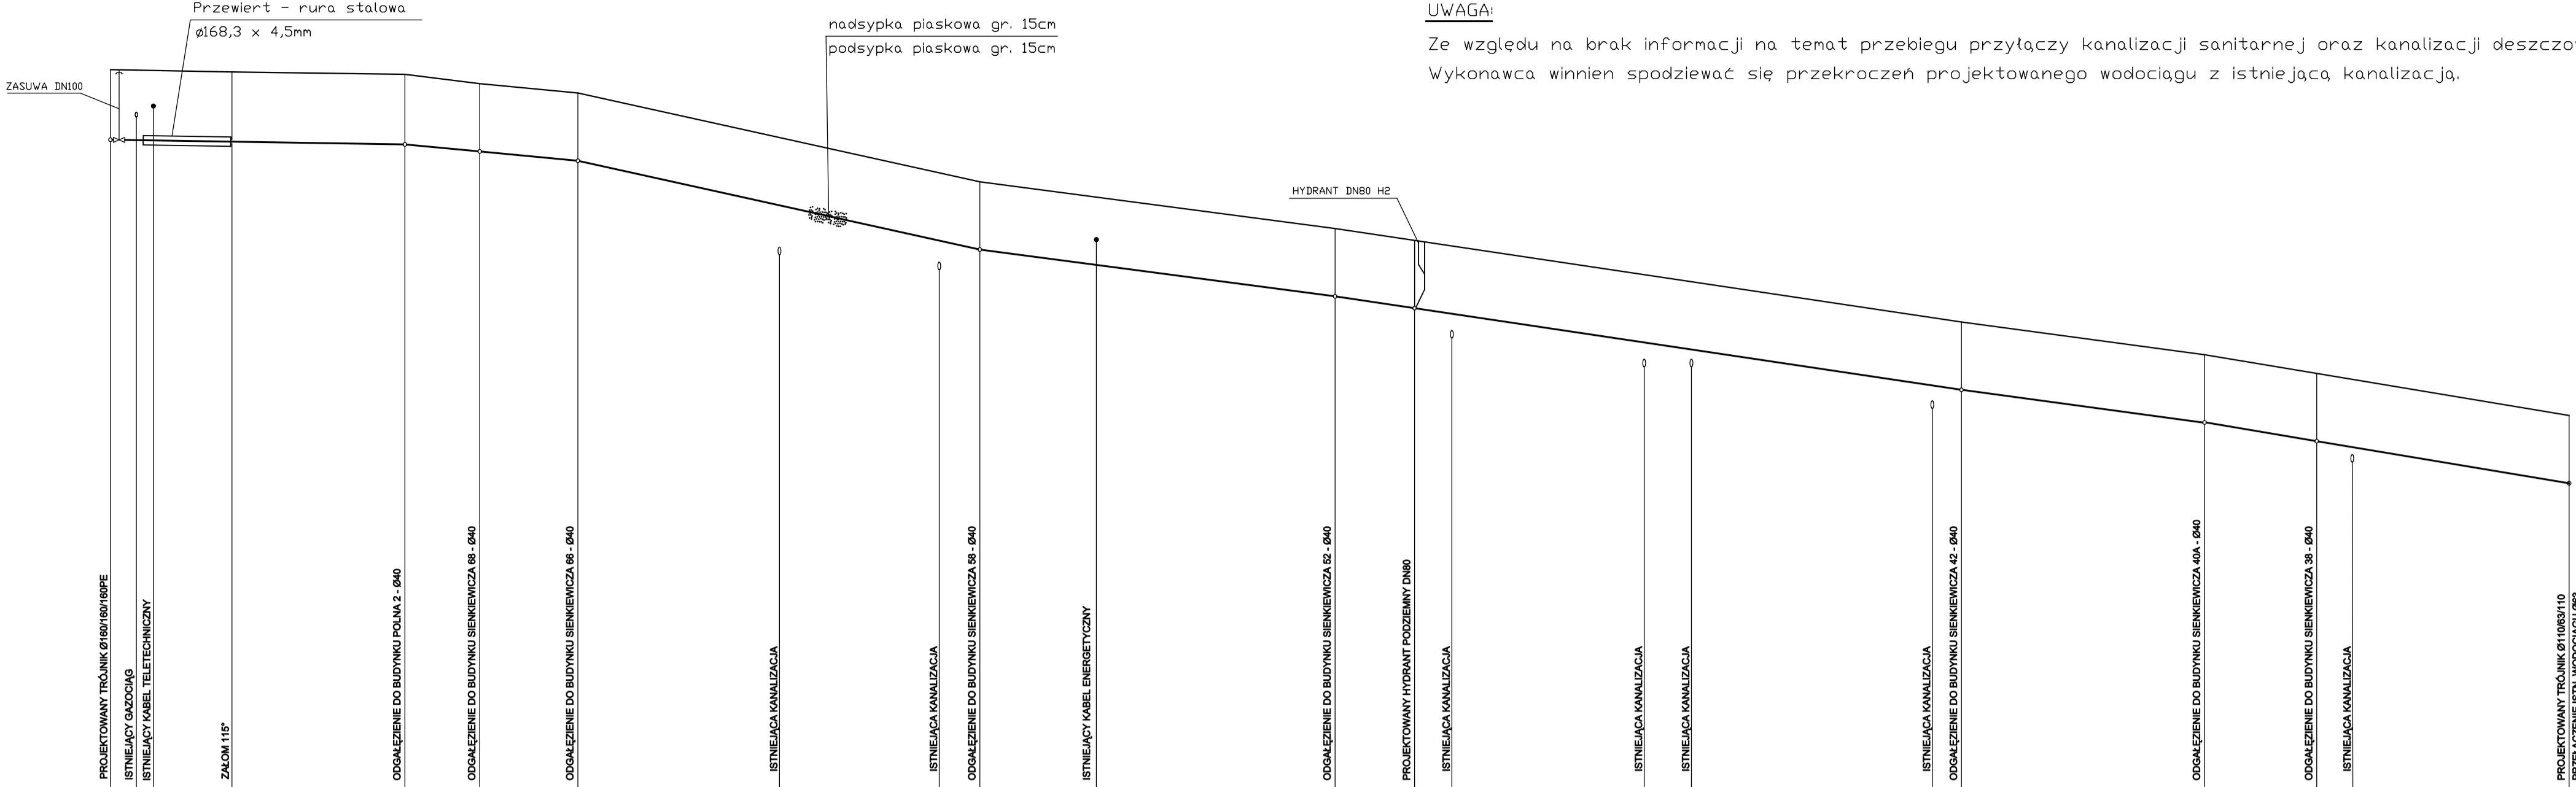 Przewiert - rura stalowa
ø168,3 x 4,5mm
ZASUWA DN100
nadsypka piaskowa gr. 15cm
podsypka piaskowa gr. 15cm
UWAGA:
Ze względu na brak informacji na temat przebiegu przyłączy kanalizacji sanitarnej oraz kanalizacji deszczo
Wykonawca winnien spodziewać się przekroczeń projektowanego wodociągu z istniejącą kanalizacją.
HYDRANT DN80 H2
PROJEKTOWANY TRÓJNIK Ø160/160/160PE
ISTNIEJĄCY GAZOCIĄG
ISTNIEJĄCY KABEL TELETECHNICZNY
ZAŁOM 115°
ODGAŁĘZIENIE DO BUDYNKU POLNA 2 - Ø40
ODGAŁĘZIENIE DO BUDYNKU SIENKIEWICZA 68 - Ø40
ODGAŁĘZIENIE DO BUDYNKU SIENKIEWICZA 66 - Ø40
ISTNIEJĄCA KANALIZACJA
ISTNIEJĄCA KANALIZACJA
ODGAŁĘZIENIE DO BUDYNKU SIENKIEWICZA 58 - Ø40
ISTNIEJĄCY KABEL ENERGETYCZNY
ODGAŁĘZIENIE DO BUDYNKU SIENKIEWICZA 52 - Ø40
PROJEKTOWANY HYDRANT PODZIEMNY DN80
ISTNIEJĄCA KANALIZACJA
ISTNIEJĄCA KANALIZACJA
ISTNIEJĄCA KANALIZACJA
ISTNIEJĄCA KANALIZACJA
ODGAŁĘZIENIE DO BUDYNKU SIENKIEWICZA 42 - Ø40
ODGAŁĘZIENIE DO BUDYNKU SIENKIEWICZA 40A - Ø40
ODGAŁĘZIENIE DO BUDYNKU SIENKIEWICZA 38 - Ø40
ISTNIEJĄCA KANALIZACJA
PROJEKTOWANY TRÓJNIK Ø110/63/110